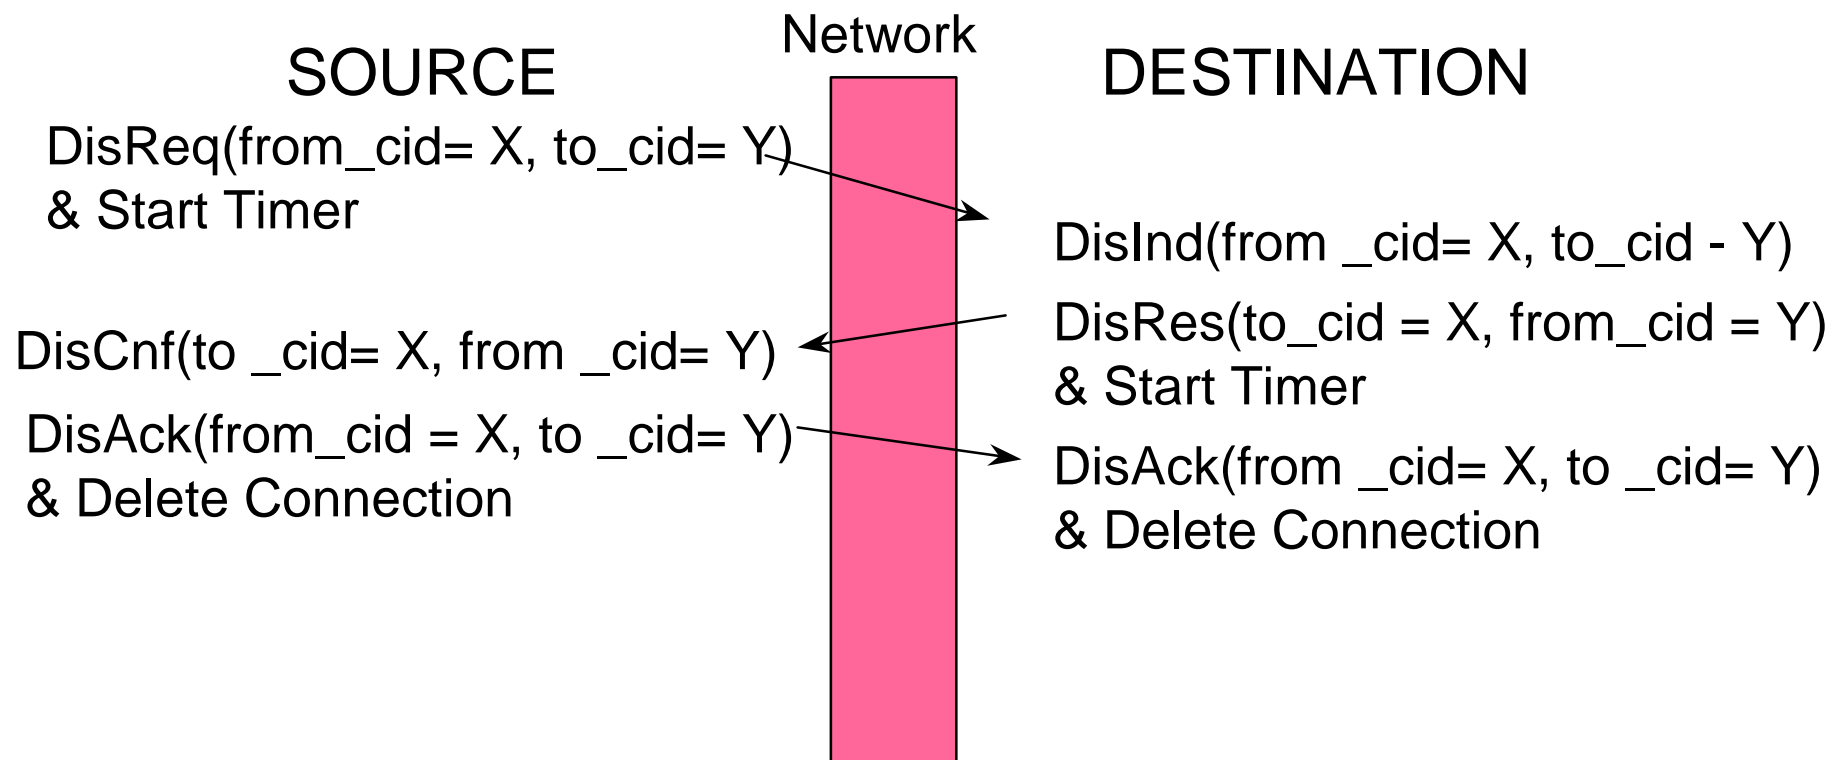 Network
SOURCE
DESTINATION
DisReq(from_cid= X, to_cid= Y)
& Start Timer
DisInd(from _cid= X, to_cid - Y)
DisRes(to_cid = X, from_cid = Y)
& Start Timer
DisCnf(to _cid= X, from _cid= Y)
DisAck(from_cid = X, to _cid= Y)
& Delete Connection
DisAck(from _cid= X, to _cid= Y)
& Delete Connection